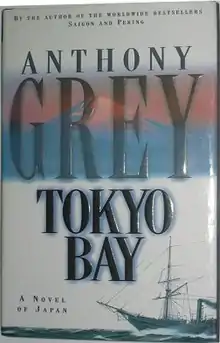 BY THE AUTHOR OF THE WORLDWIDE BESTSELLERS
SAIGON AND PEKING
ANTHONY
GREY
TOKYO
BAY
A NOVEL
OF JAPAN